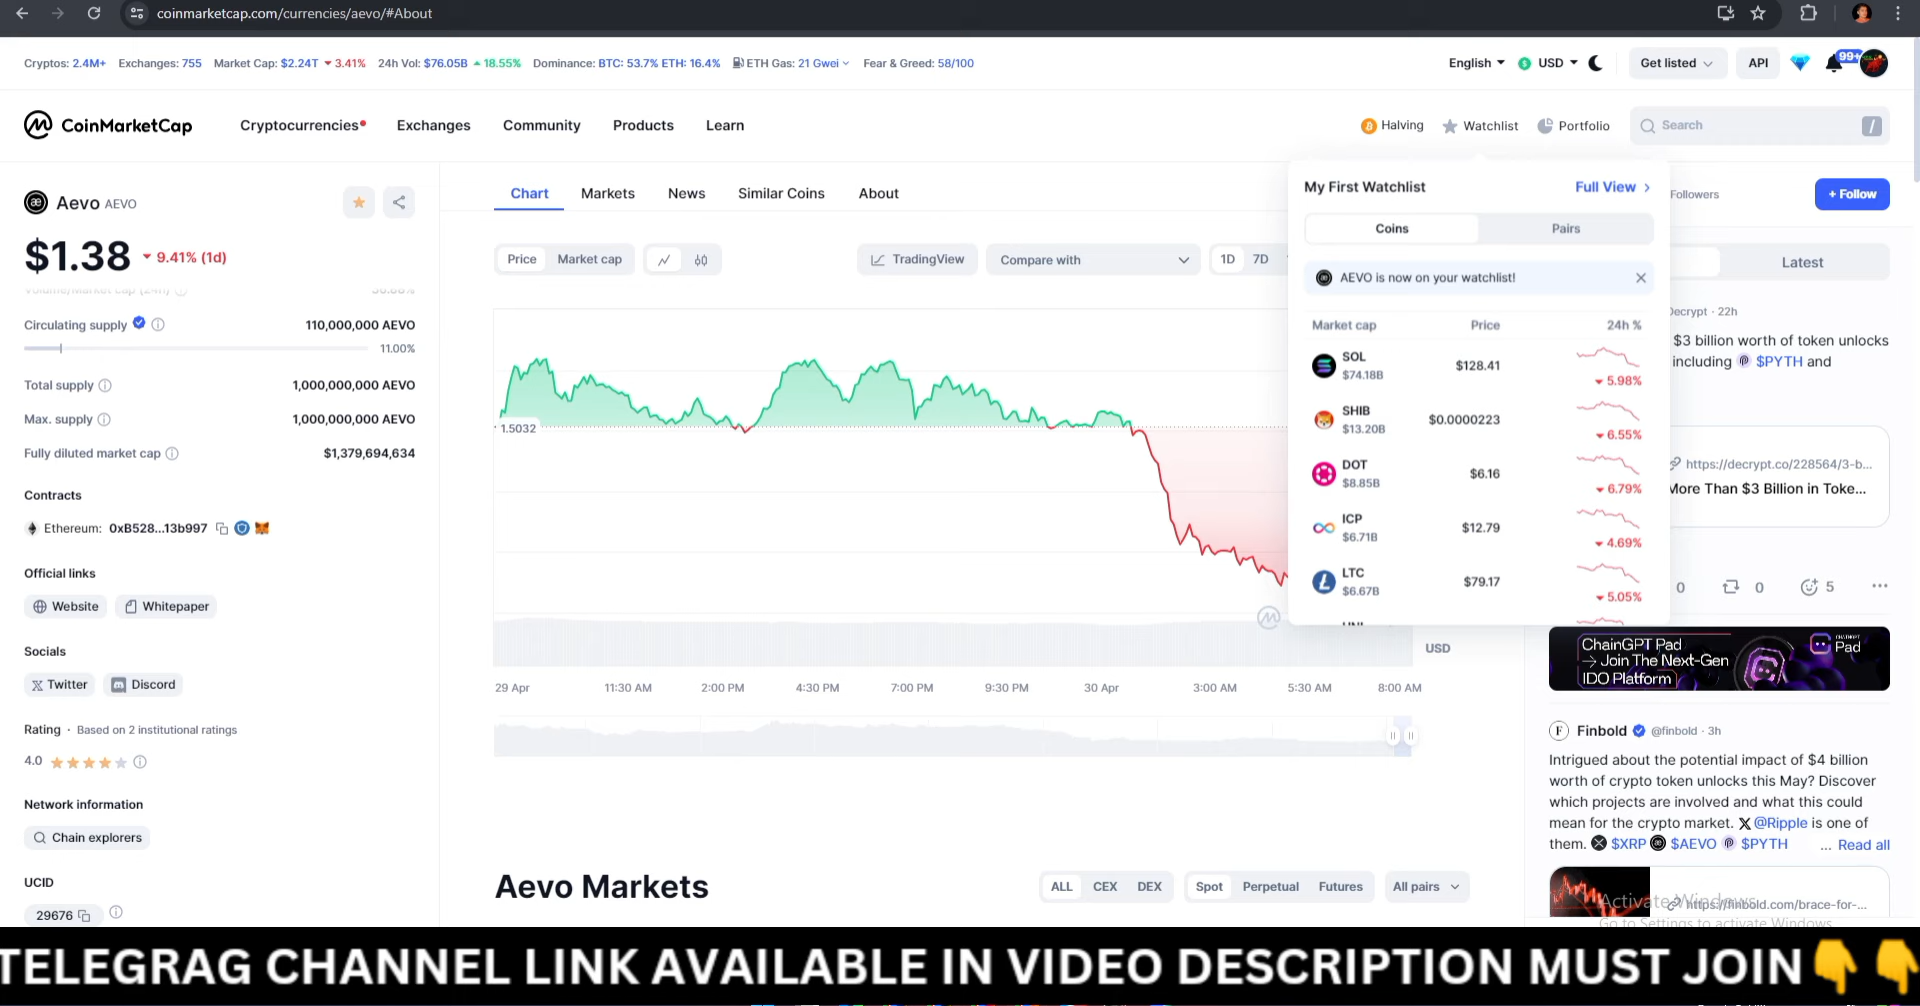 coinmarketcap.com/currencies/aevo/#About
Cryptos: 2.4M+ Exchanges: 755 Market Cap: $2.24T 3.41% 24h Vol: $76.05B 18.55% Dominance: BTC: 53.7% ETH: 16.4% ETH Gas: 21 Gwei Fear & Greed: 58/100
English USD Get listed API 99+
CoinMarketCap Cryptocurrencies Exchanges Community Products Learn
Halving Watchlist Portfolio Search /
Aevo AEVO
$1.38 9.41% (1d)
Volume/Market cap (24h)
Circulating supply 110,000,000 AEVO
11.00%
Total supply 1,000,000,000 AEVO
Max. supply 1,000,000,000 AEVO
Fully diluted market cap $1,379,694,634
Contracts
Ethereum: 0xB528...13b997
Official links
Website Whitepaper
Socials
Twitter Discord
Rating · Based on 2 institutional ratings
4.0
Network information
Chain explorers
UCID
29676
Chart Markets News Similar Coins About
Price Market cap TradingView Compare with 1D 7D
1.5032
USD
29 Apr 11:30 AM 2:00 PM 4:30 PM 7:00 PM 9:30 PM 30 Apr 3:00 AM 5:30 AM 8:00 AM
Aevo Markets
ALL CEX DEX Spot Perpetual Futures All pairs
My First Watchlist Full View
Coins Pairs
AEVO is now on your watchlist!
Market cap Price 24h %
SOL
$74.18B $128.41 5.98%
SHIB
$13.20B $0.0000223 6.55%
DOT
$8.85B $6.16 6.79%
ICP
$6.71B $12.79 4.69%
LTC
$6.67B $79.17 5.05%
Followers + Follow
Latest
Decrypt · 22h
$3 billion worth of token unlocks
including $PYTH and
https://decrypt.co/228564/3-b...
More Than $3 Billion in Toke...
0 0 5
ChainGPT Pad
Join The Next-Gen
IDO Platform
CHAINGPT
Pad
F Finbold @finbold · 3h
Intrigued about the potential impact of $4 billion
worth of crypto token unlocks this May? Discover
which projects are involved and what this could
mean for the crypto market. X @Ripple is one of
them. $XRP $AEVO $PYTH ... Read all
https://finbold.com/brace-for-...
Activate Windows
Go to Settings to activate Windows.
TELEGRAG CHANNEL LINK AVAILABLE IN VIDEO DESCRIPTION MUST JOIN